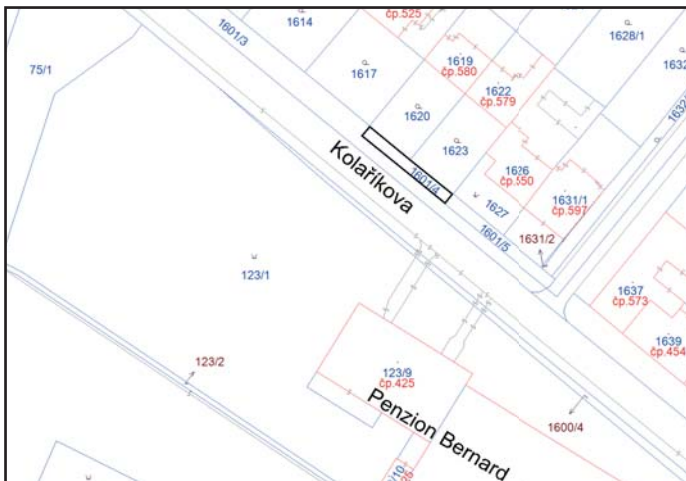 čp.525
1614
1628/1
1601/3
1619
čp.580
1632
75/1
1617
1622
čp.579
1620
1632
1623
Kolaříkova
1601/4
1626
čp.550
1631/1
čp.597
1627
1601/5
1631/2
123/1
1637
čp.573
1639
čp.454
123/2
123/9
čp.425
Penzion Bernard
1600/4